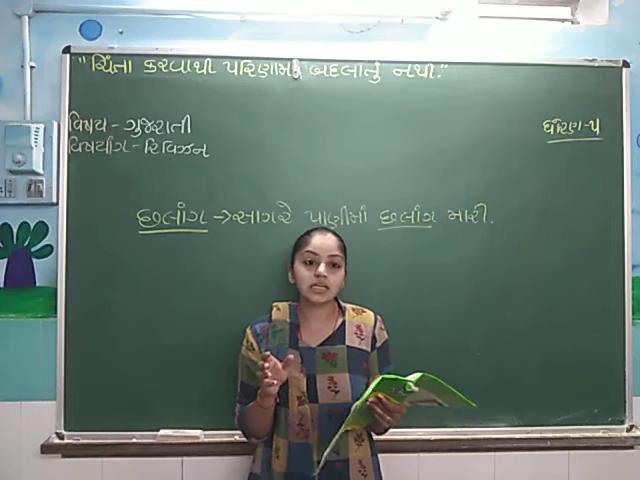 "ચિંતા કરવાથી પરિણામ બદલાતું નથી."
વિષય - ગુજરાતી
ધોરણ-૫
વિષયાંગ - રિવિઝન
છલાંગ → સાગરે પાણીમાં છલાંગ મારી.